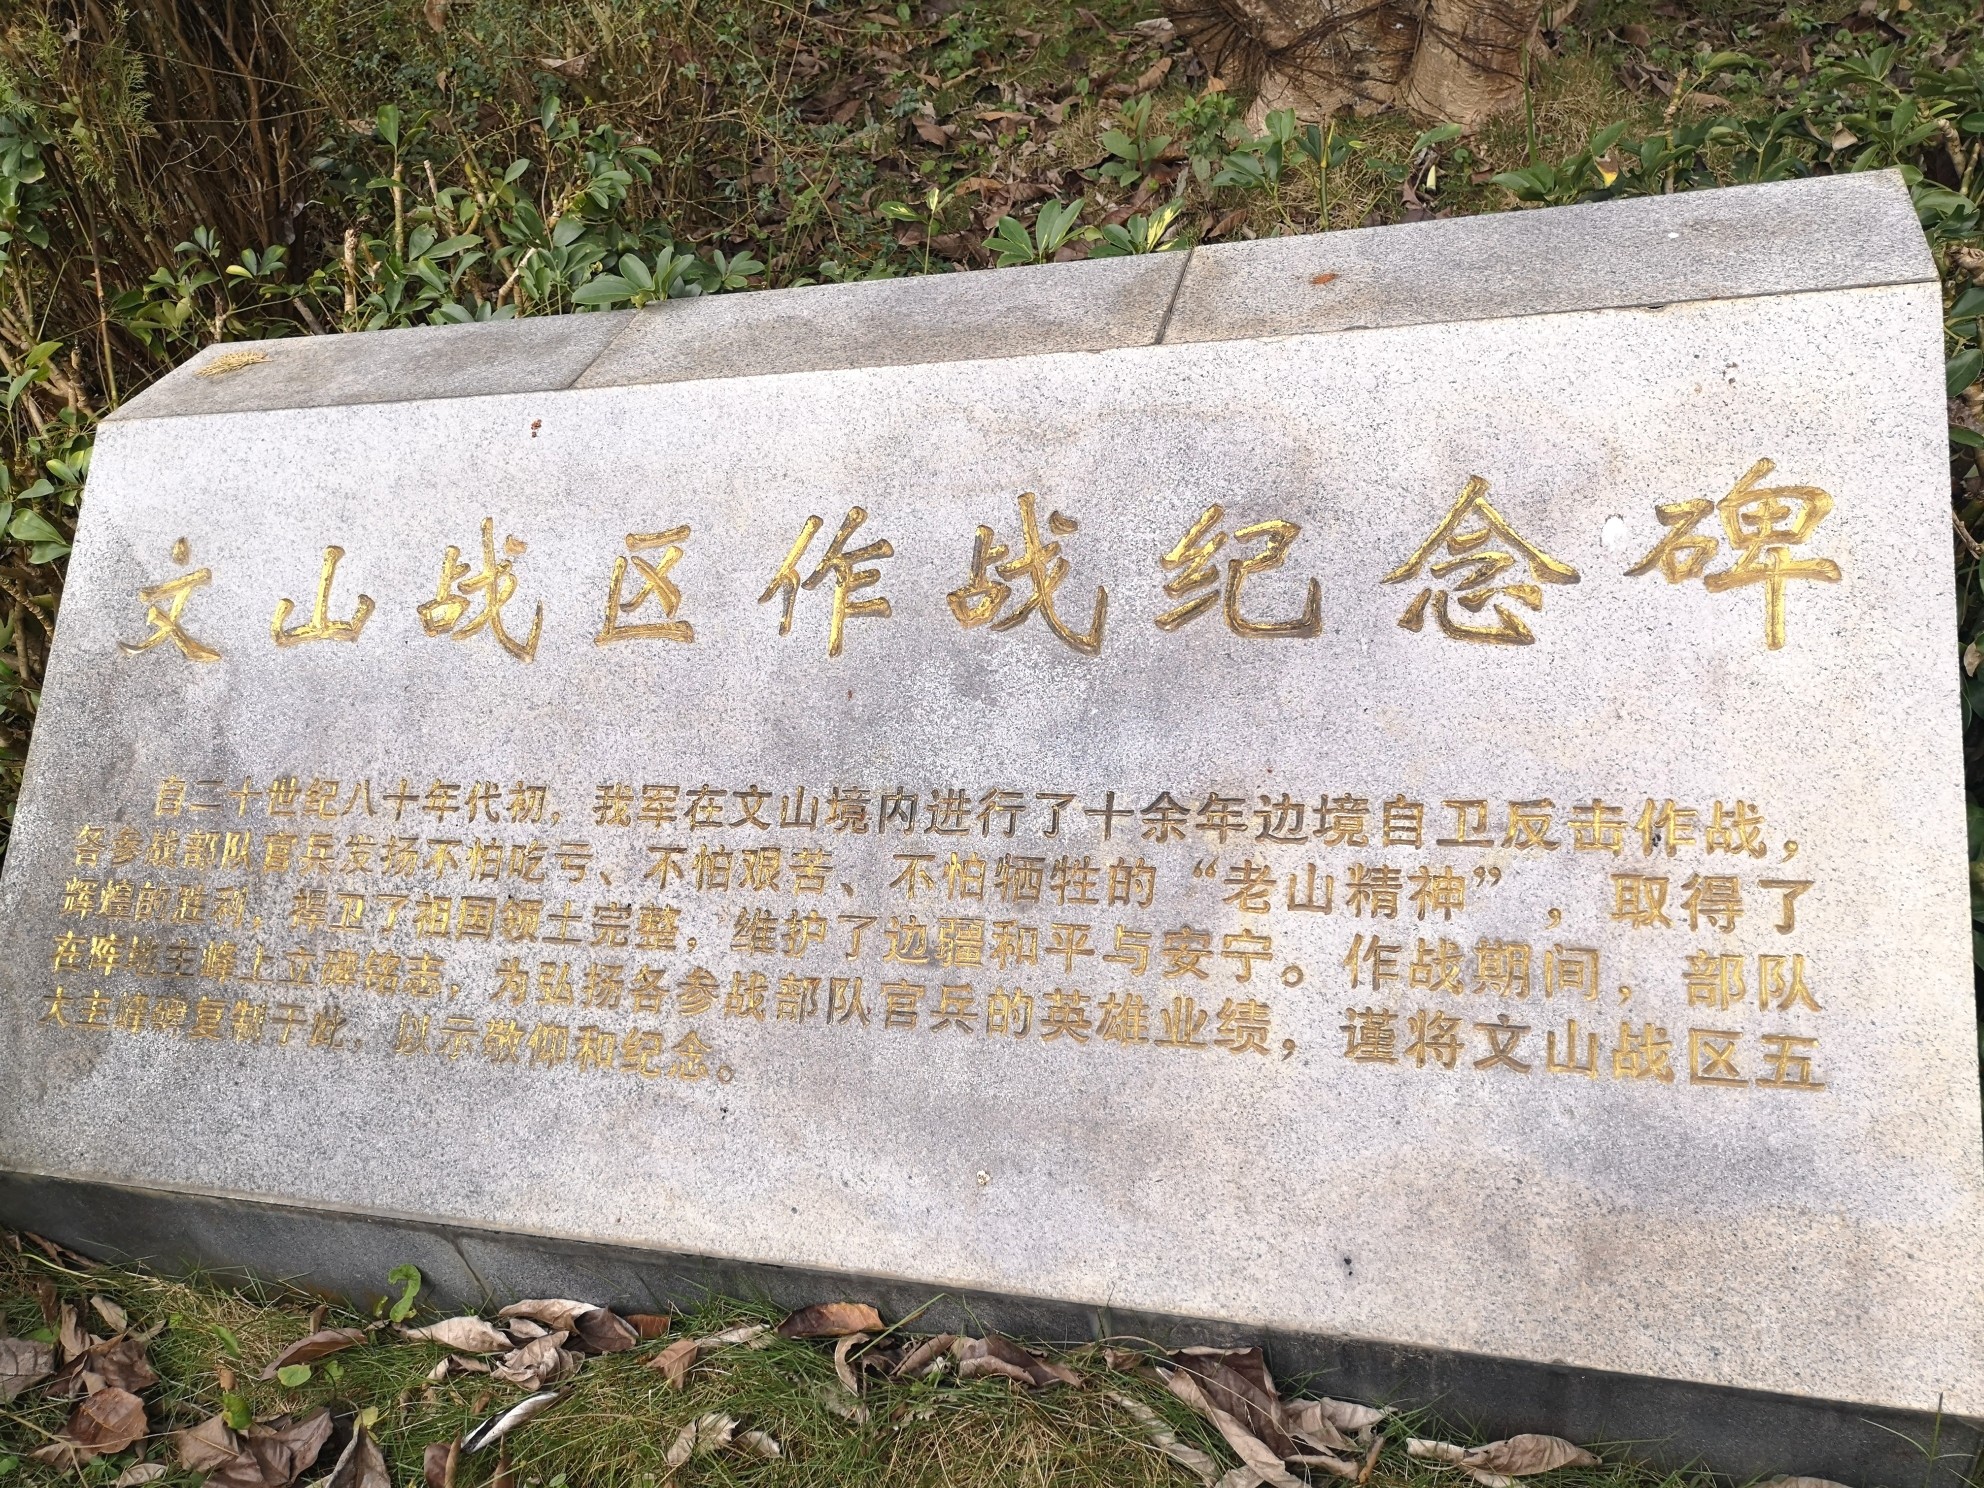 文山战区作战纪念碑
自二十世纪八十年代初，我军在文山境内进行了十余年边境自卫反击作战，
各参战部队官兵发扬不怕吃亏、不怕艰苦、不怕牺牲的“老山精神”，取得了
辉煌的胜利，捍卫了祖国领土完整，维护了边疆和平与安宁。作战期间，部队
在阵地主峰上立碑铭志，为弘扬各参战部队官兵的英雄业绩，谨将文山战区五
大主峰碑复制于此，以示敬仰和纪念。